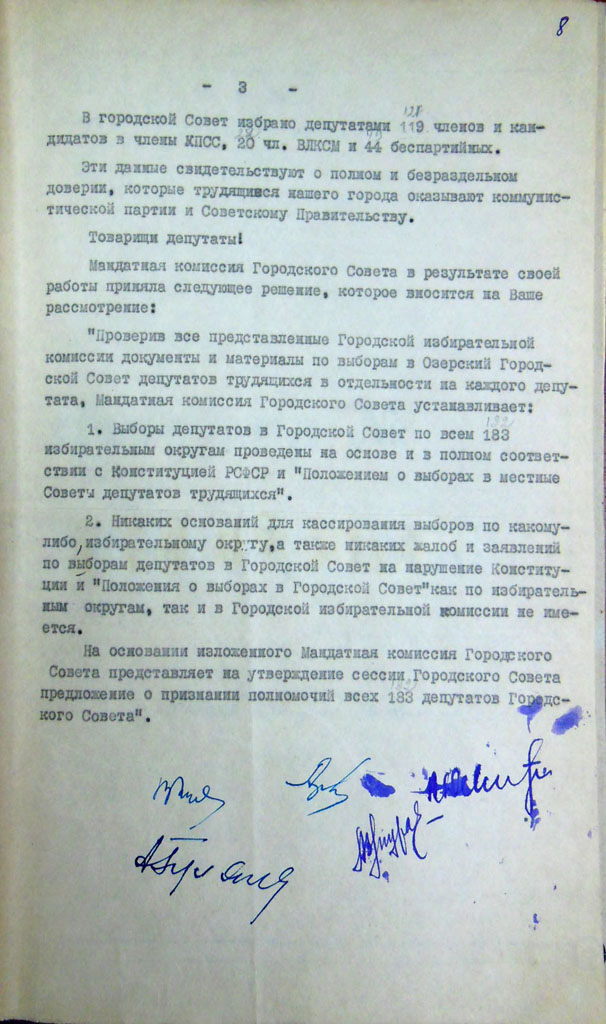 8
- 3 -
128
В городской Совет избрано депутатами 119 членов и кан-
дидатов в члены КПСС, 20 чл. ВЛКСМ и 44 беспартийных.
Эти данные свидетельствуют о полном и безраздельном
доверии, которые трудящиеся нашего города оказывают коммунис-
тической партии и Советскому Правительству.
Товарищи депутаты!
Мандатная комиссия Городского Совета в результате своей
работы приняла следующее решение, которое вносится на Ваше
рассмотрение:
"Проверив все представленные Городской избирательной
комиссии документы и материалы по выборам в Озерский Город-
ской Совет депутатов трудящихся в отдельности на каждого депу-
тата, Мандатная комиссия Городского Совета устанавливает:
1. Выборы депутатов в Городской Совет по всем 183
избирательным округам проведены на основе и в полном соответ-
ствии с Конституцией РСФСР и "Положением о выборах в местные
Советы депутатов трудящихся".
2. Никаких оснований для кассирования выборов по какому-
либо избирательному округу,а также никаких жалоб и заявлений
по выборам депутатов в Городской Совет на нарушение Конститу-
ции и "Положения о выборах в Городской Совет"как по избиратель-
ным округам, так и в Городской избирательной комиссии не име-
ется.
На основании изложенного Мандатная комиссия Городского
Совета представляет на утверждение сессии Городского Совета
предложение о признании полномочий всех 183 депутатов Городс-
кого Совета".